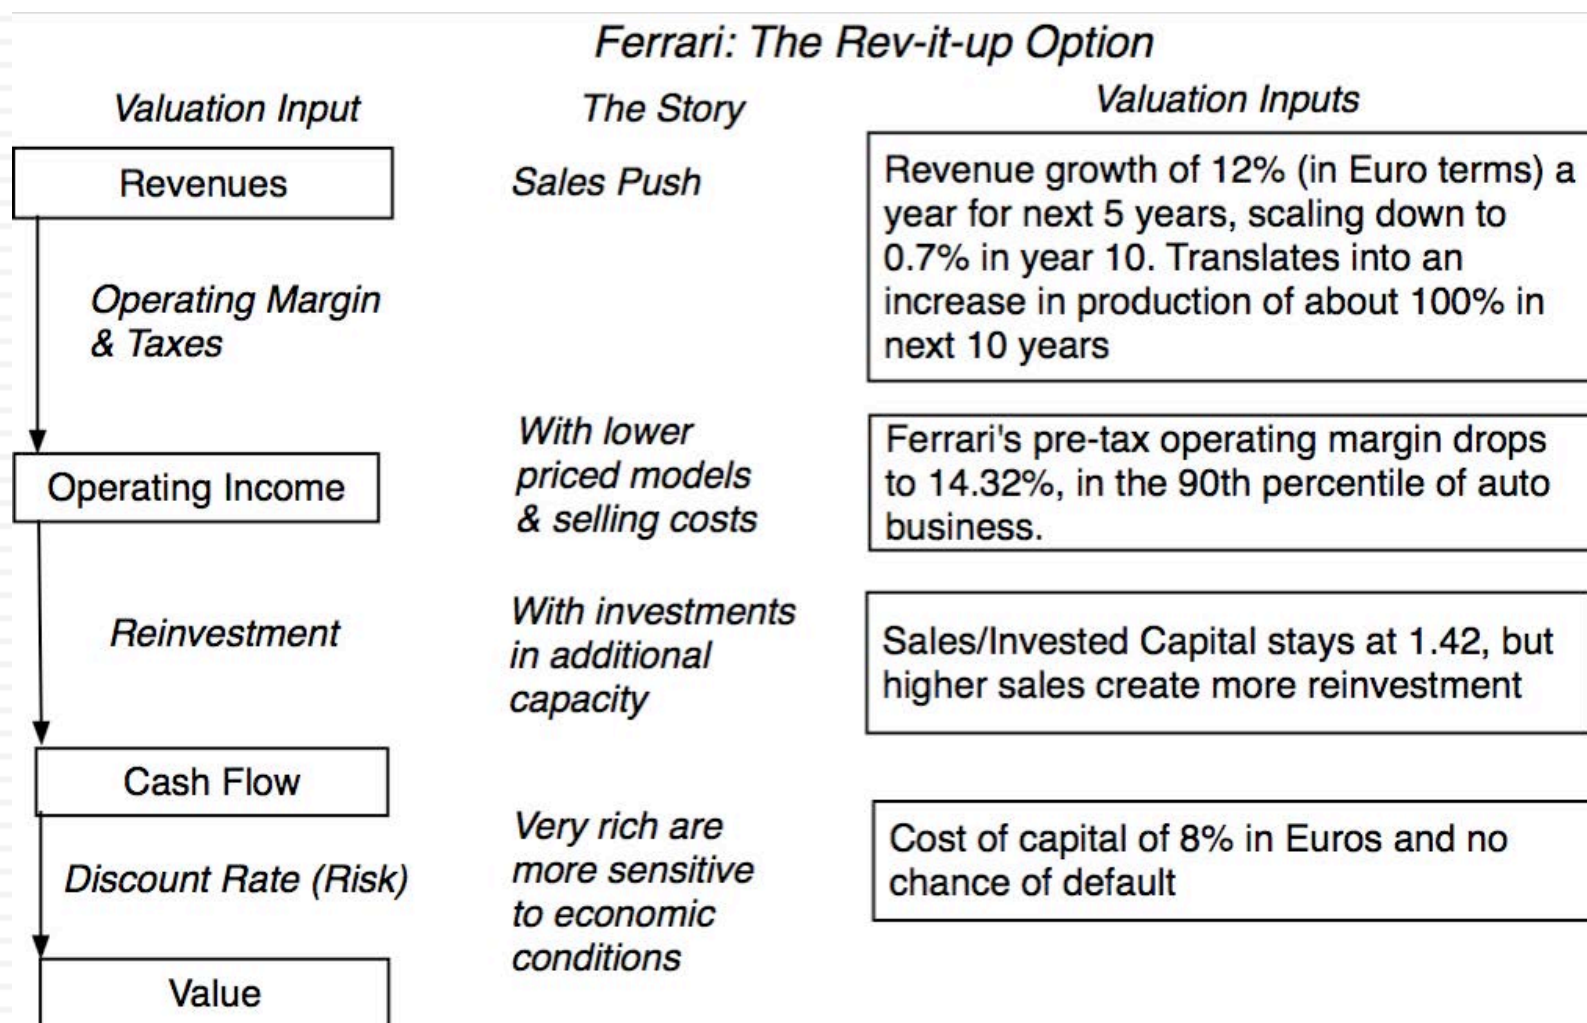 Ferrari: The Rev-it-up Option
Valuation Input
The Story
Valuation Inputs
Revenues
Sales Push
Revenue growth of 12% (in Euro terms) a
year for next 5 years, scaling down to
0.7% in year 10. Translates into an
increase in production of about 100% in
next 10 years
Operating Margin
& Taxes
Operating Income
With lower
priced models
& selling costs
Ferrari's pre-tax operating margin drops
to 14.32%, in the 90th percentile of auto
business.
Reinvestment
With investments
in additional
capacity
Sales/Invested Capital stays at 1.42, but
higher sales create more reinvestment
Cash Flow
Discount Rate (Risk)
Very rich are
more sensitive
to economic
conditions
Cost of capital of 8% in Euros and no
chance of default
Value